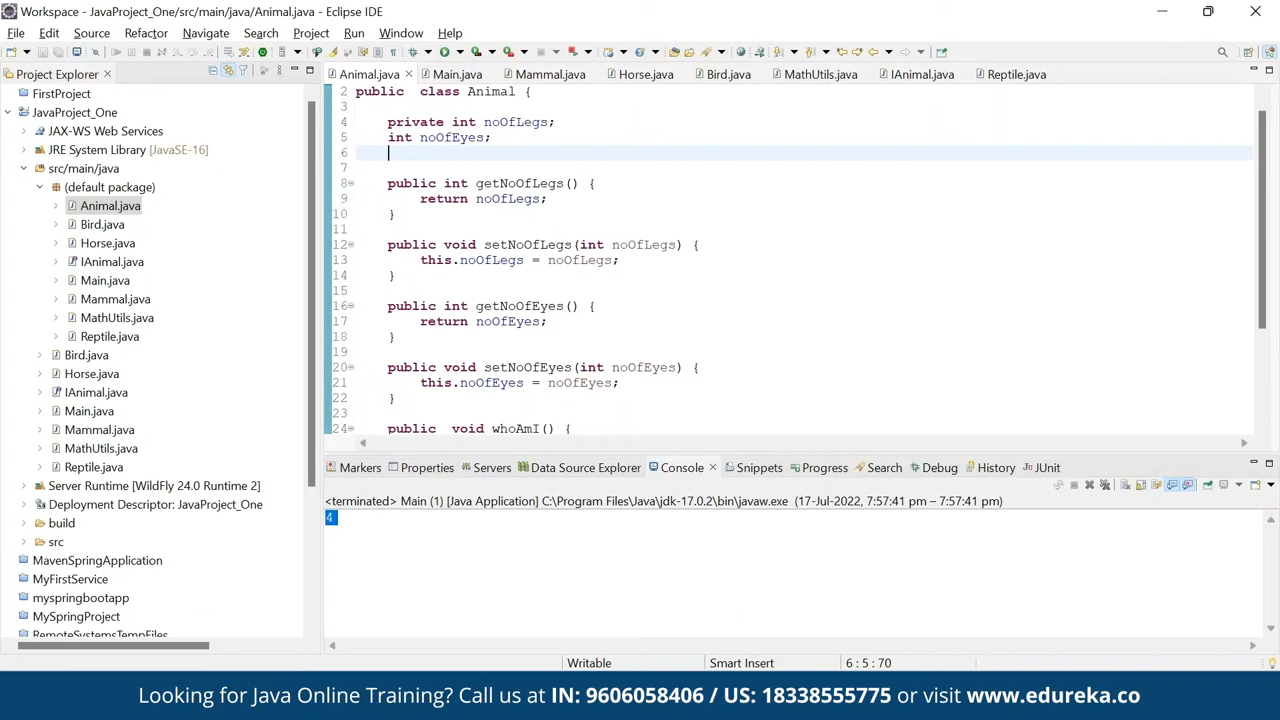 Workspace - JavaProject_One/src/main/java/Animal.java - Eclipse IDE
File Edit Source Refactor Navigate Search Project Run Window Help
Project Explorer
FirstProject
JavaProject_One
JAX-WS Web Services
JRE System Library [JavaSE-16]
src/main/java
(default package)
Animal.java
Bird.java
Horse.java
IAnimal.java
Main.java
Mammal.java
MathUtils.java
Reptile.java
Bird.java
Horse.java
IAnimal.java
Main.java
Mammal.java
MathUtils.java
Reptile.java
Server Runtime [WildFly 24.0 Runtime 2]
Deployment Descriptor: JavaProject_One
build
src
MavenSpringApplication
MyFirstService
myspringbootapp
MySpringProject
RemoteSystemsTempFiles
Animal.java Main.java Mammal.java Horse.java Bird.java MathUtils.java IAnimal.java Reptile.java
2 public class Animal {
3
4 private int noOfLegs;
5 int noOfEyes;
6
7
8 public int getNoOfLegs() {
9 return noOfLegs;
10 }
11
12 public void setNoOfLegs(int noOfLegs) {
13 this.noOfLegs = noOfLegs;
14 }
15
16 public int getNoOfEyes() {
17 return noOfEyes;
18 }
19
20 public void setNoOfEyes(int noOfEyes) {
21 this.noOfEyes = noOfEyes;
22 }
23
24 public void whoAmI() {
Markers Properties Servers Data Source Explorer Console Snippets Progress Search Debug History JUnit
<terminated> Main (1) [Java Application] C:\Program Files\Java\jdk-17.0.2\bin\javaw.exe (17-Jul-2022, 7:57:41 pm – 7:57:41 pm)
4
Writable Smart Insert 6 : 5 : 70
Looking for Java Online Training? Call us at IN: 9606058406 / US: 18338555775 or visit www.edureka.co